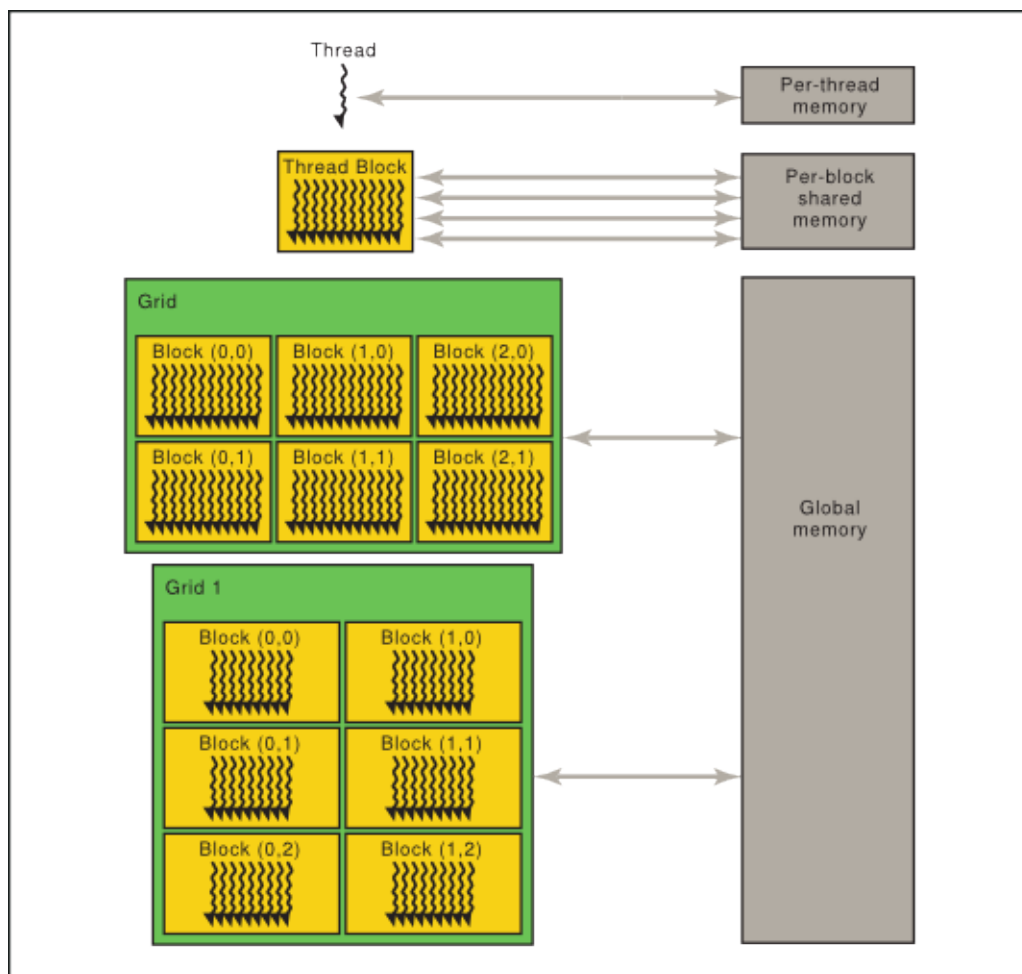 Thread
Per-thread
memory
Thread Block
Per-block
shared
memory
Grid
Block (0,0) Block (1,0) Block (2,0)
Block (0,1) Block (1,1) Block (2,1)
Global
memory
Grid 1
Block (0,0) Block (1,0)
Block (0,1) Block (1,1)
Block (0,2) Block (1,2)